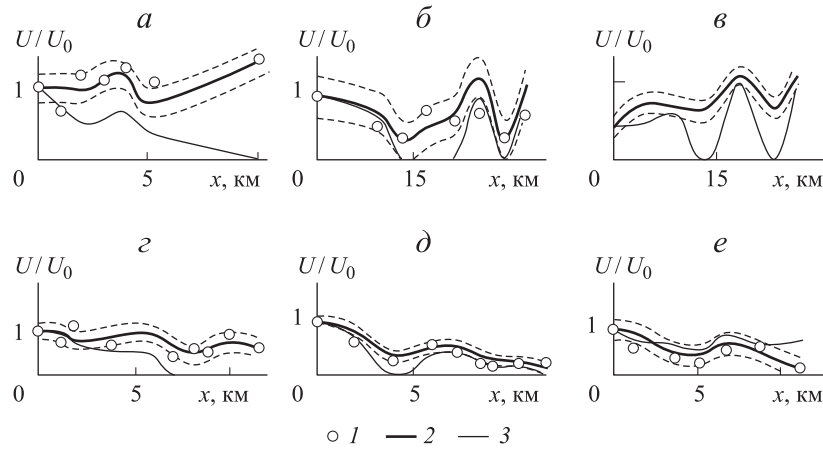 а б в
U/U₀ U/U₀ U/U₀
1 1
0 5 x, км 0 15 x, км 0 15 x, км
г д е
U/U₀ U/U₀ U/U₀
1 1 1
0 5 x, км 0 5 x, км 0 5 x, км
1 2 3